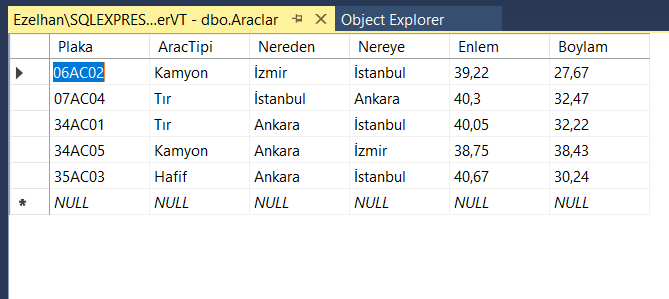 Ezelhan\SQLEXPRES...erVT - dbo.Araclar Object Explorer
Plaka AracTipi Nereden Nereye Enlem Boylam
06AC02 Kamyon İzmir İstanbul 39,22 27,67
07AC04 Tır İstanbul Ankara 40,3 32,47
34AC01 Tır Ankara İstanbul 40,05 32,22
34AC05 Kamyon Ankara İzmir 38,75 38,43
35AC03 Hafif Ankara İstanbul 40,67 30,24
NULL NULL NULL NULL NULL NULL